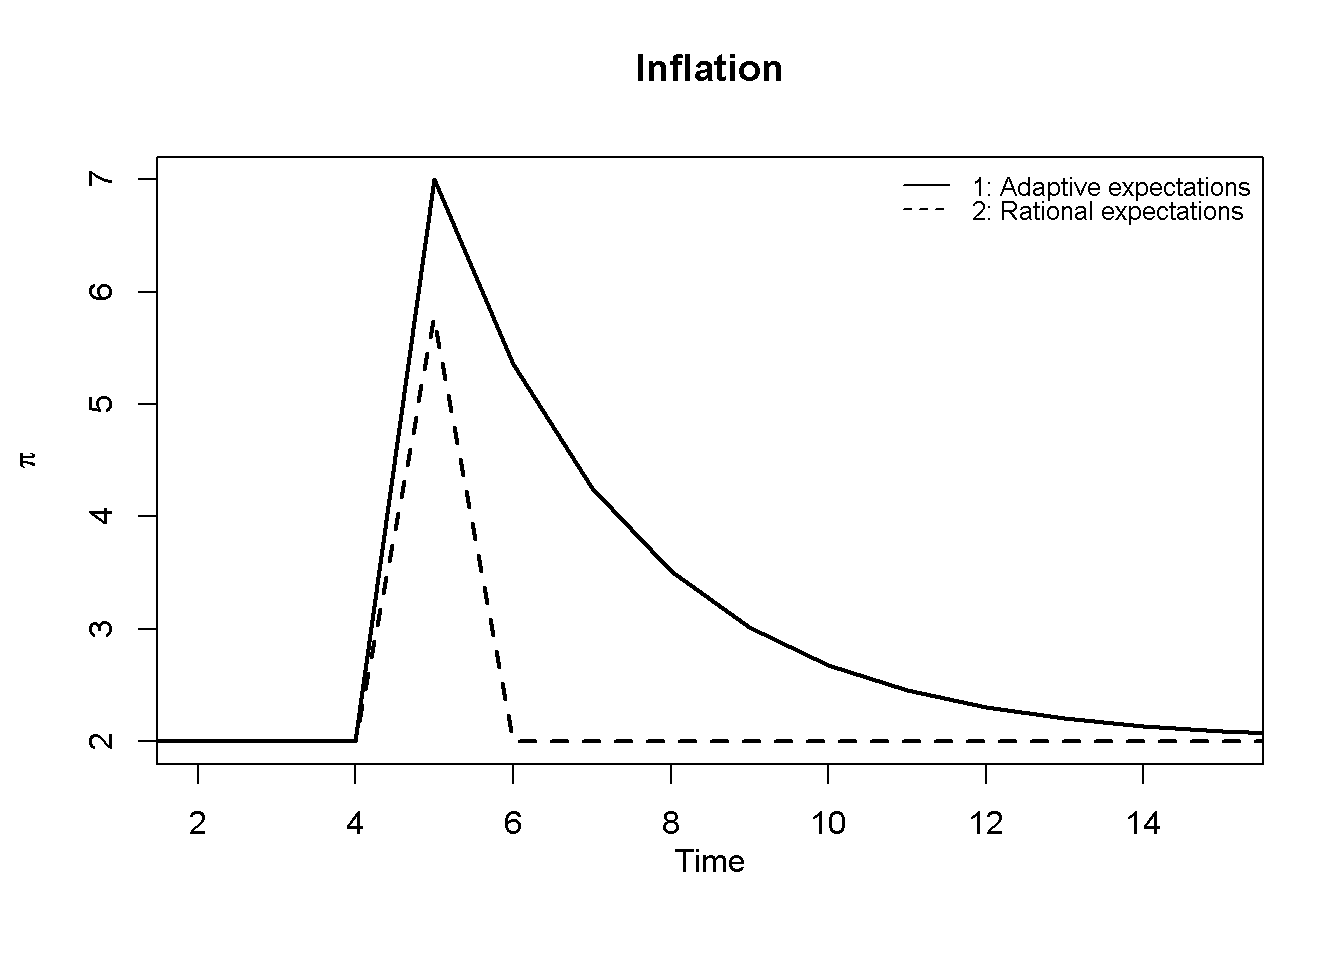 Inflation
1: Adaptive expectations
2: Rational expectations
7
6
5
4
3
2
π
2 4 6 8 10 12 14
Time